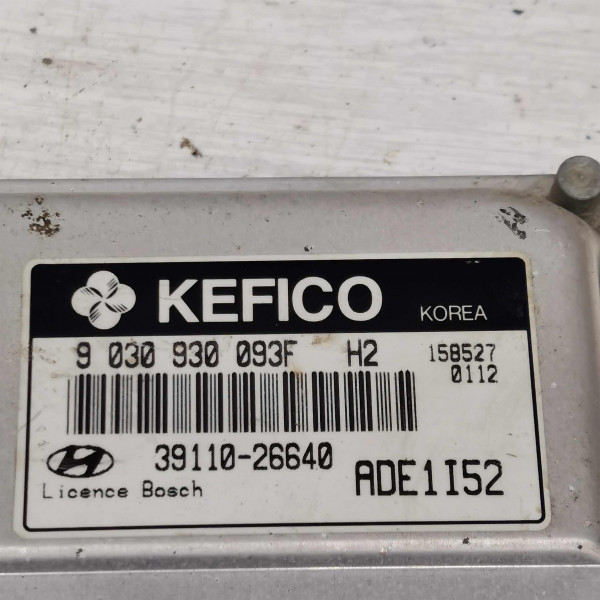 KEFICO KOREA
9 030 930 093F H2 158527
0112
39110-26640 ADE1I52
Licence Bosch